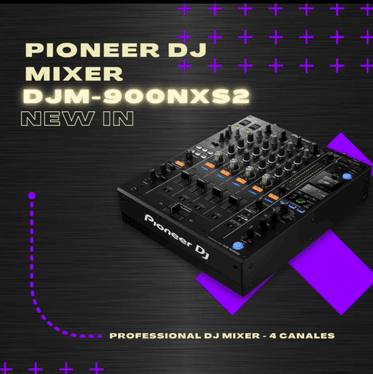 PIONEER DJ
MIXER
DJM-900NXS2
NEW IN
Pioneer Dj
PROFESSIONAL DJ MIXER - 4 CANALES